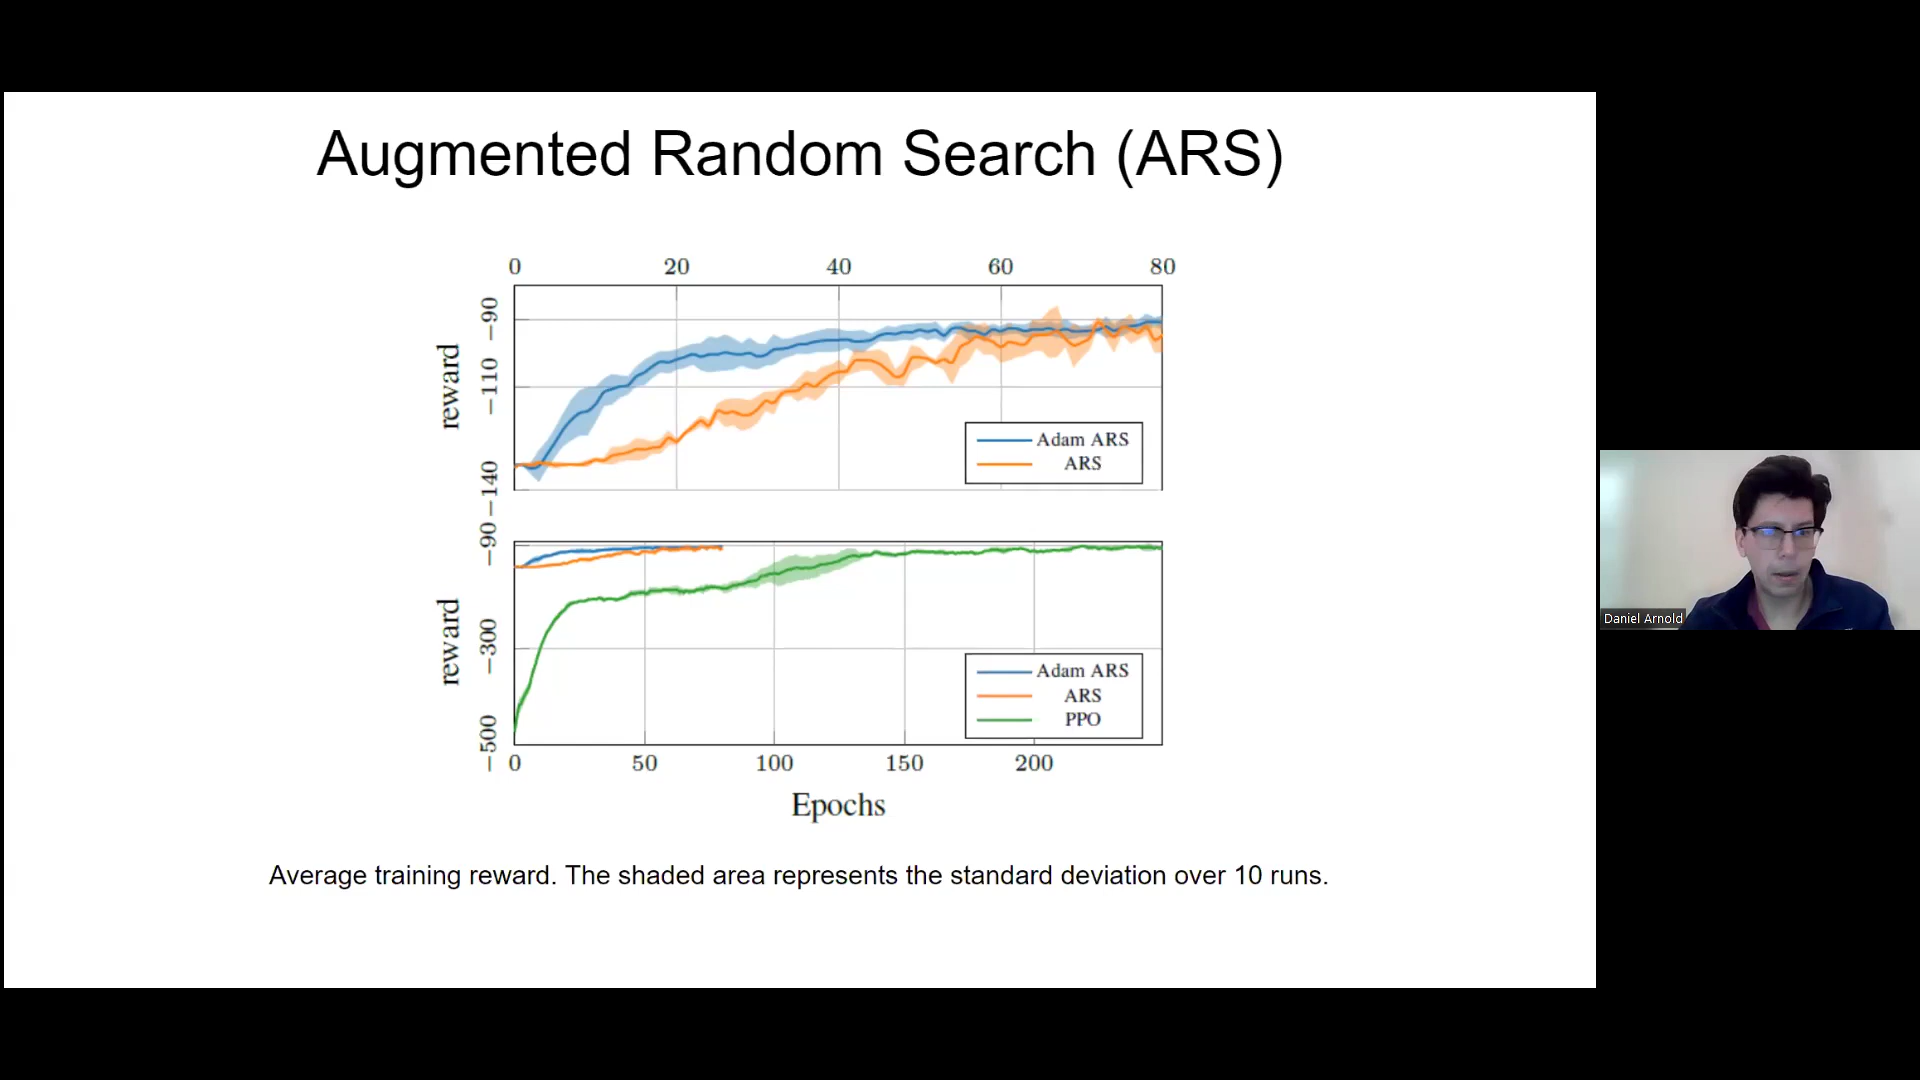 Augmented Random Search (ARS)
0 20 40 60 80
−90
−110
−140
reward
Adam ARS
ARS
−90
−300
−500
reward
Adam ARS
ARS
PPO
0 50 100 150 200
Epochs
Average training reward. The shaded area represents the standard deviation over 10 runs.
Daniel Arnold